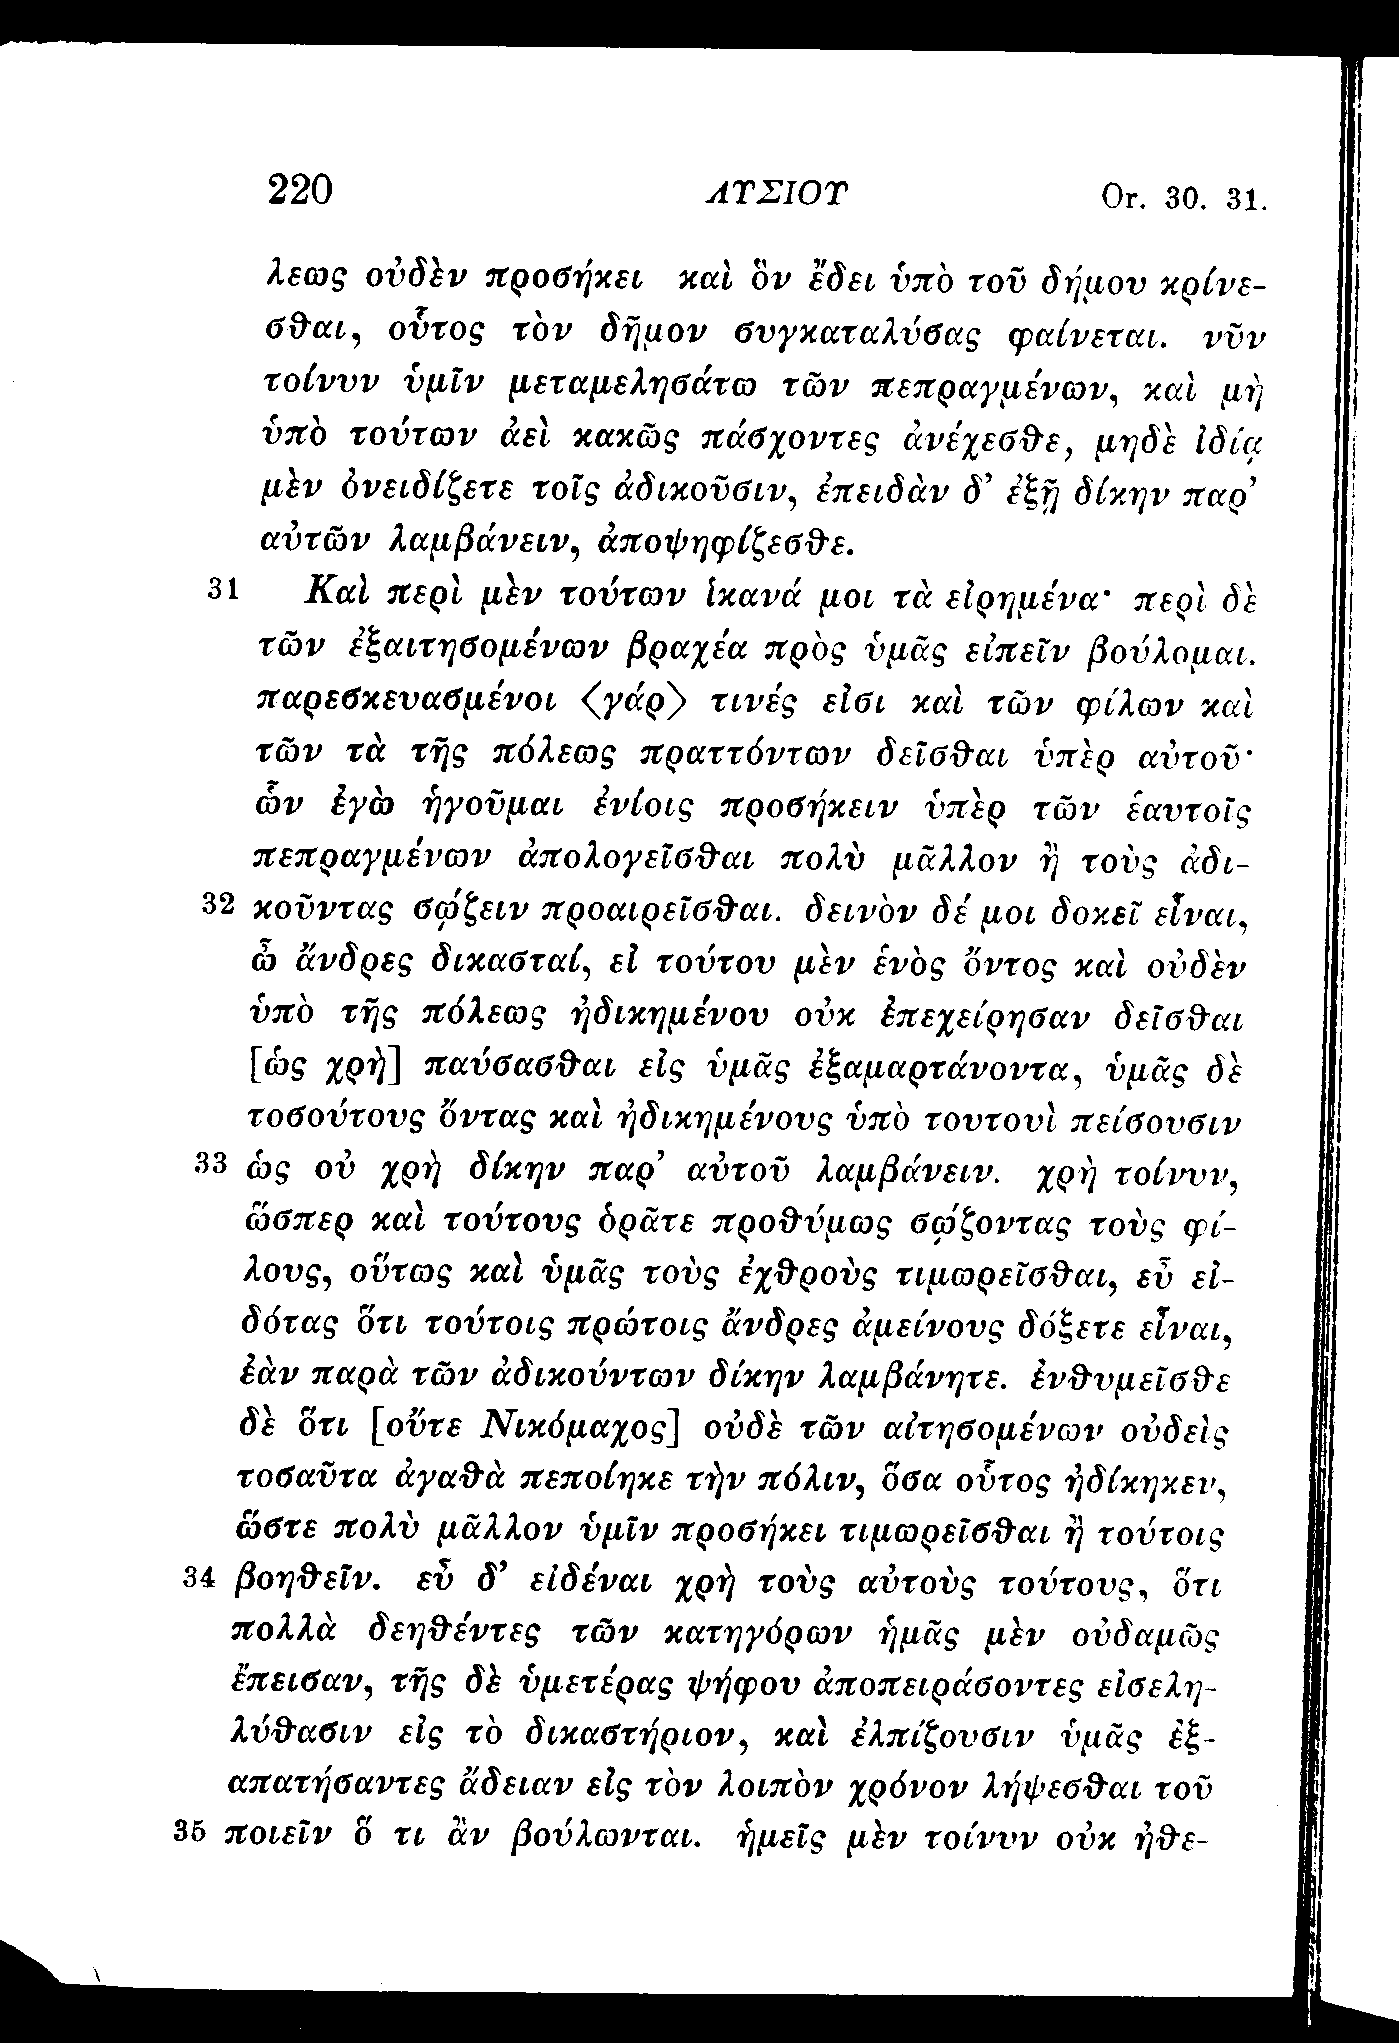 220 ΛΥΣΙΟΥ Or. 30. 31.
λεως οὐδὲν προσήκει καὶ ὃν ἔδει ὑπὸ τοῦ δήμου κρίνε-
σθαι, οὗτος τὸν δῆμον συγκαταλύσας φαίνεται. νῦν
τοίνυν ὑμῖν μεταμελησάτω τῶν πεπραγμένων, καὶ μὴ
ὑπὸ τούτων ἀεὶ κακῶς πάσχοντες ἀνέχεσθε, μηδὲ ἰδίᾳ
μὲν ὀνειδίζετε τοῖς ἀδικοῦσιν, ἐπειδὰν δ’ ἐξῇ δίκην παρ’
αὐτῶν λαμβάνειν, ἀποψηφίζεσθε.
31 Καὶ περὶ μὲν τούτων ἱκανά μοι τὰ εἰρημένα· περὶ δὲ
τῶν ἐξαιτησομένων βραχέα πρὸς ὑμᾶς εἰπεῖν βούλομαι.
παρεσκευασμένοι ⟨γάρ⟩ τινές εἰσι καὶ τῶν φίλων καὶ
τῶν τὰ τῆς πόλεως πραττόντων δεῖσθαι ὑπὲρ αὐτοῦ·
ὧν ἐγὼ ἡγοῦμαι ἐνίοις προσήκειν ὑπὲρ τῶν ἑαυτοῖς
πεπραγμένων ἀπολογεῖσθαι πολὺ μᾶλλον ἢ τοὺς ἀδι-
32 κοῦντας σῴζειν προαιρεῖσθαι. δεινὸν δέ μοι δοκεῖ εἶναι,
ὦ ἄνδρες δικασταί, εἰ τούτου μὲν ἑνὸς ὄντος καὶ οὐδὲν
ὑπὸ τῆς πόλεως ἠδικημένου οὐκ ἐπεχείρησαν δεῖσθαι
[ὡς χρὴ] παύσασθαι εἰς ὑμᾶς ἐξαμαρτάνοντα, ὑμᾶς δὲ
τοσούτους ὄντας καὶ ἠδικημένους ὑπὸ τουτουὶ πείσουσιν
33 ὡς οὐ χρὴ δίκην παρ’ αὐτοῦ λαμβάνειν. χρὴ τοίνυν,
ὥσπερ καὶ τούτους ὁρᾶτε προθύμως σῴζοντας τοὺς φί-
λους, οὕτως καὶ ὑμᾶς τοὺς ἐχθροὺς τιμωρεῖσθαι, εὖ εἰ-
δότας ὅτι τούτοις πρώτοις ἄνδρες ἀμείνους δόξετε εἶναι,
ἐὰν παρὰ τῶν ἀδικούντων δίκην λαμβάνητε. ἐνθυμεῖσθε
δὲ ὅτι [οὔτε Νικόμαχος] οὐδὲ τῶν αἰτησομένων οὐδεὶς
τοσαῦτα ἀγαθὰ πεποίηκε τὴν πόλιν, ὅσα οὗτος ἠδίκηκεν,
ὥστε πολὺ μᾶλλον ὑμῖν προσήκει τιμωρεῖσθαι ἢ τούτοις
34 βοηθεῖν. εὖ δ’ εἰδέναι χρὴ τοὺς αὐτοὺς τούτους, ὅτι
πολλὰ δεηθέντες τῶν κατηγόρων ἡμᾶς μὲν οὐδαμῶς
ἔπεισαν, τῆς δὲ ὑμετέρας ψήφου ἀποπειράσοντες εἰσελη-
λύθασιν εἰς τὸ δικαστήριον, καὶ ἐλπίζουσιν ὑμᾶς ἐξ-
απατήσαντες ἄδειαν εἰς τὸν λοιπὸν χρόνον λήψεσθαι τοῦ
35 ποιεῖν ὅ τι ἂν βούλωνται. ἡμεῖς μὲν τοίνυν οὐκ ἠθε-